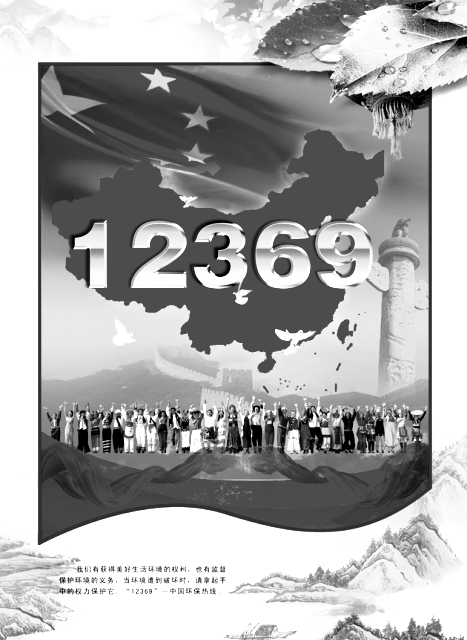 12369
我们有获得美好生活环境的权利，也有监督
保护环境的义务，当环境遭到破坏时，请拿起手
中的权力保护它。“12369”—中国环保热线